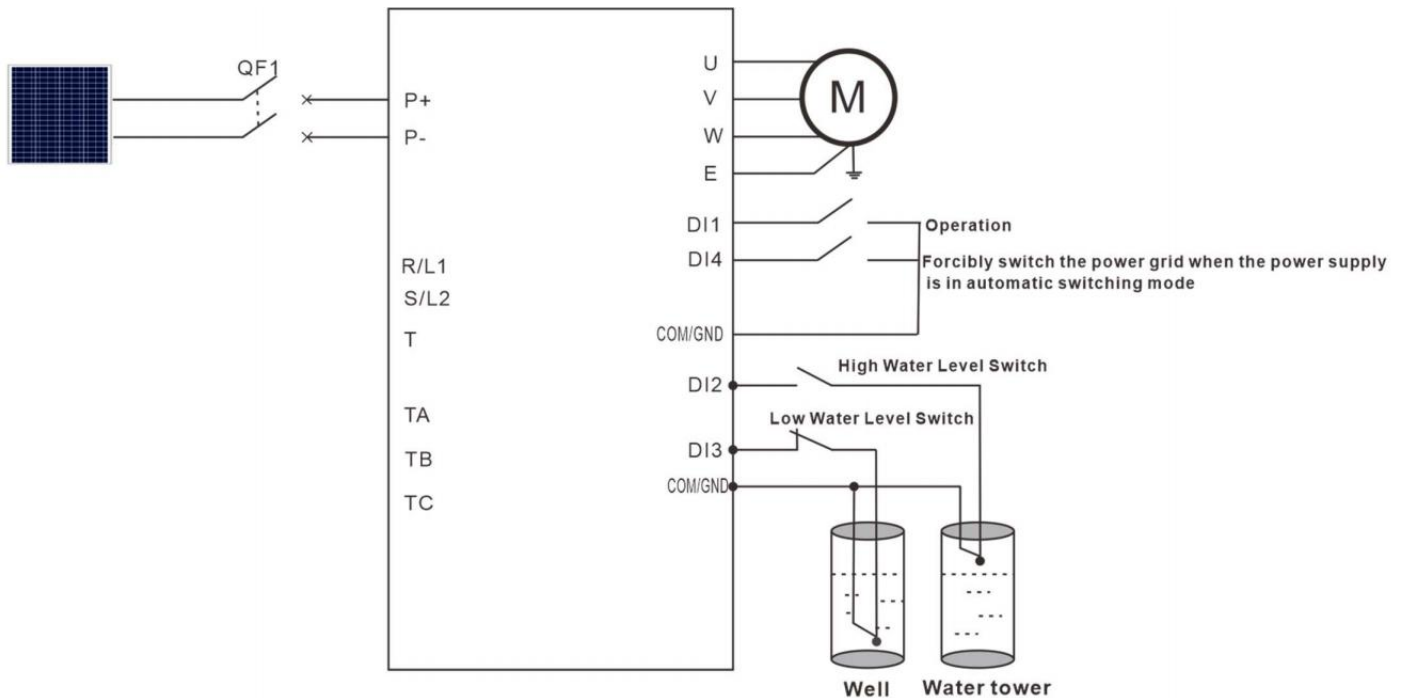 QF1
P+
P-
R/L1
S/L2
T
TA
TB
TC
U
V
W
E
M
DI1
Operation
DI4
Forcibly switch the power grid when the power supply
is in automatic switching mode
COM/GND
High Water Level Switch
DI2
Low Water Level Switch
DI3
COM/GND
Well
Water tower